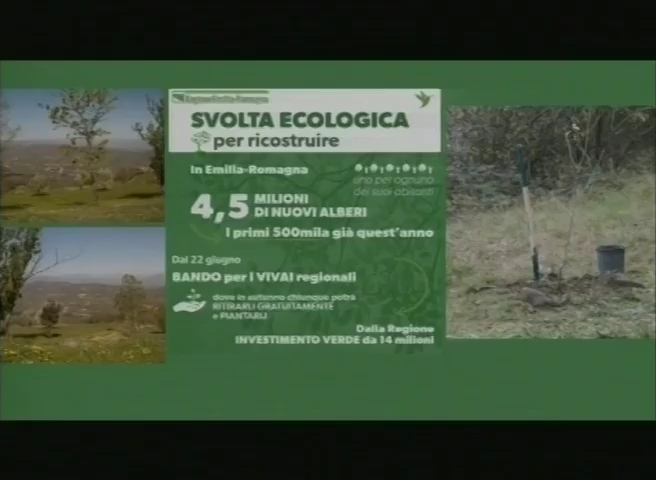 RegioneEmilia-Romagna
SVOLTA ECOLOGICA
per ricostruire
In Emilia-Romagna
uno per ognuno
dei suoi abitanti
4,5 MILIONI
DI NUOVI ALBERI
I primi 500mila già quest'anno
Dal 22 giugno
BANDO per i VIVAI regionali
dove in autunno chiunque potrà
RITIRARLI GRATUITAMENTE
e PIANTARLI
Dalla Regione
INVESTIMENTO VERDE da 14 milioni